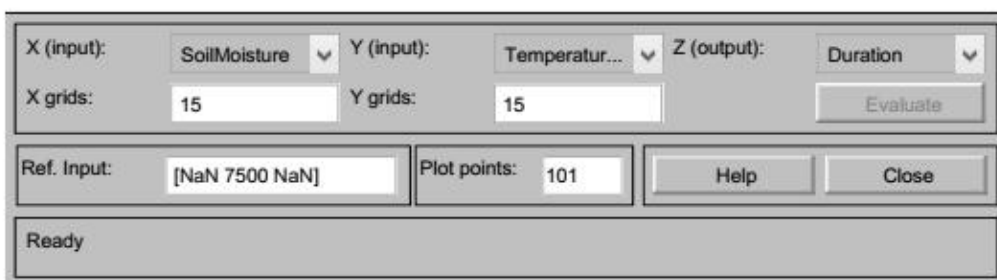 X (input): SoilMoisture Y (input): Temperatur... Z (output): Duration
X grids: 15 Y grids: 15 Evaluate
Ref. Input: [NaN 7500 NaN] Plot points: 101 Help Close
Ready